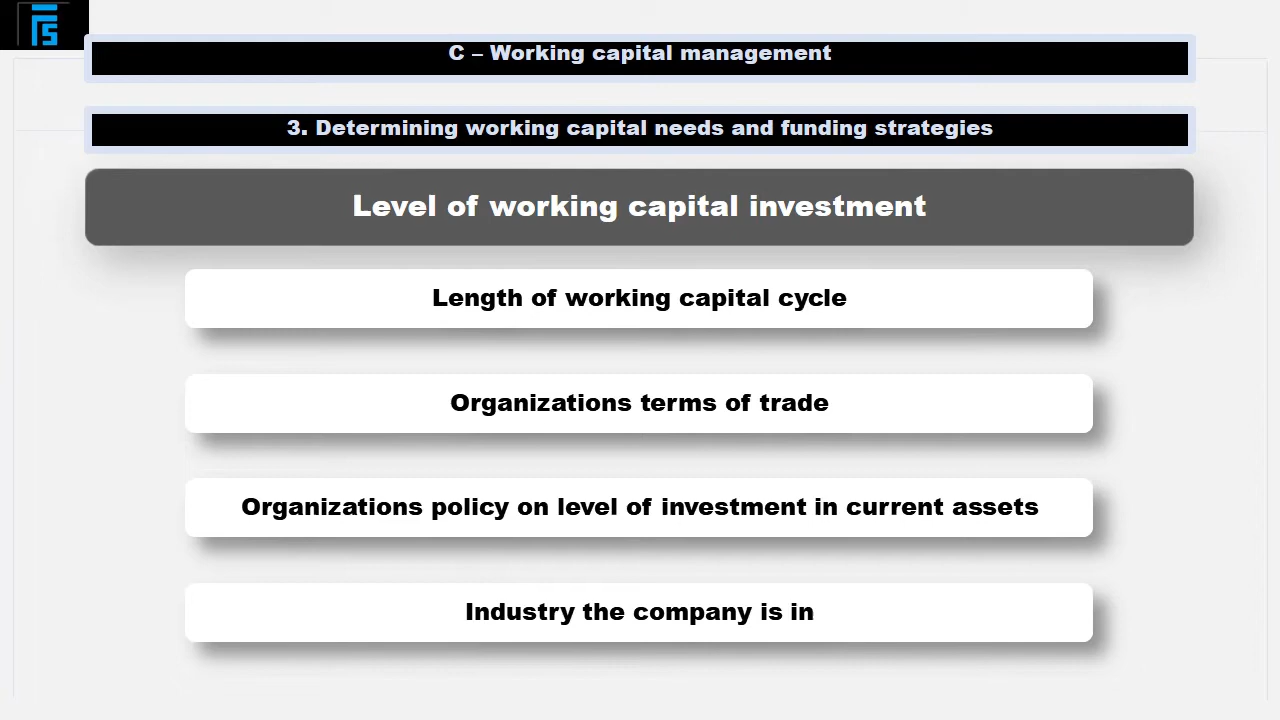 C – Working capital management
3. Determining working capital needs and funding strategies
Level of working capital investment
Length of working capital cycle
Organizations terms of trade
Organizations policy on level of investment in current assets
Industry the company is in